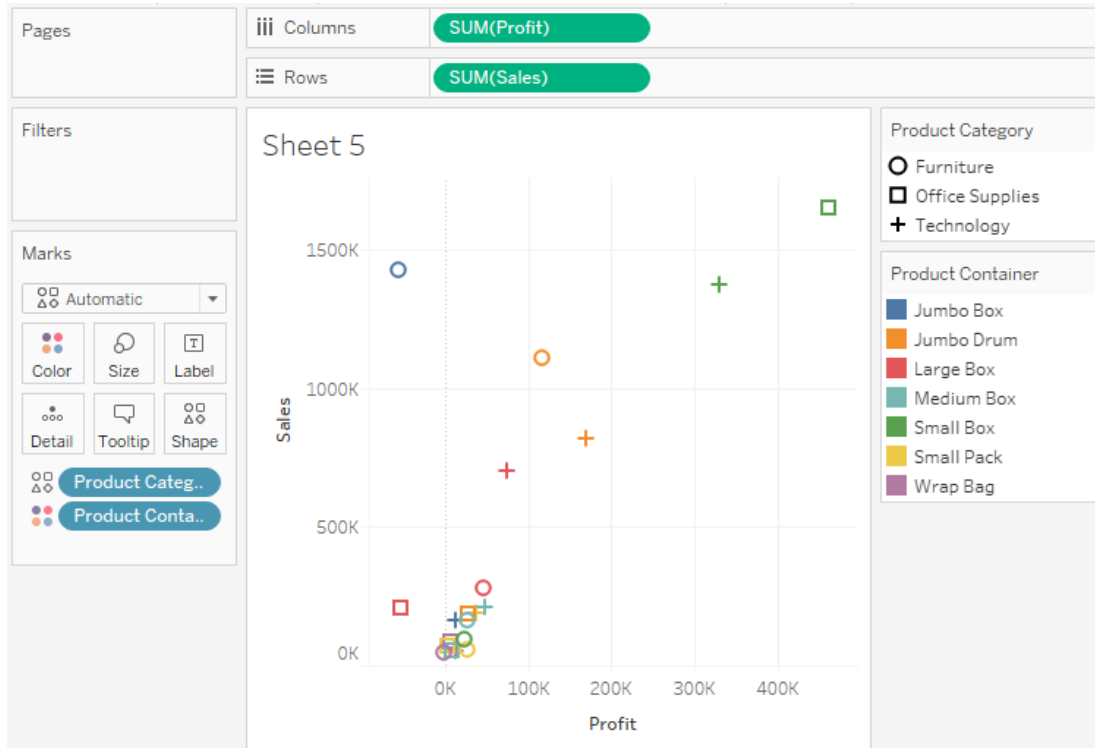 Pages
Columns
SUM(Profit)
Rows
SUM(Sales)
Filters
Marks
Automatic
Color Size Label
T
Detail Tooltip Shape
Product Categ..
Product Conta..
Sheet 5
1500K
1000K
500K
0K
Sales
0K 100K 200K 300K 400K
Profit
Product Category
Furniture
Office Supplies
Technology
Product Container
Jumbo Box
Jumbo Drum
Large Box
Medium Box
Small Box
Small Pack
Wrap Bag